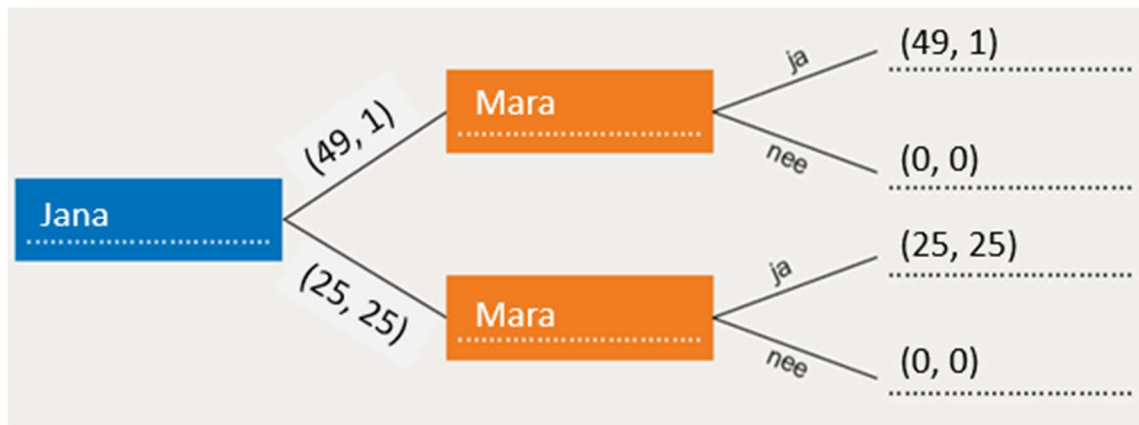 Jana
(49, 1)
(25, 25)
Mara
ja
nee
Mara
ja
nee
(49, 1)
(0, 0)
(25, 25)
(0, 0)